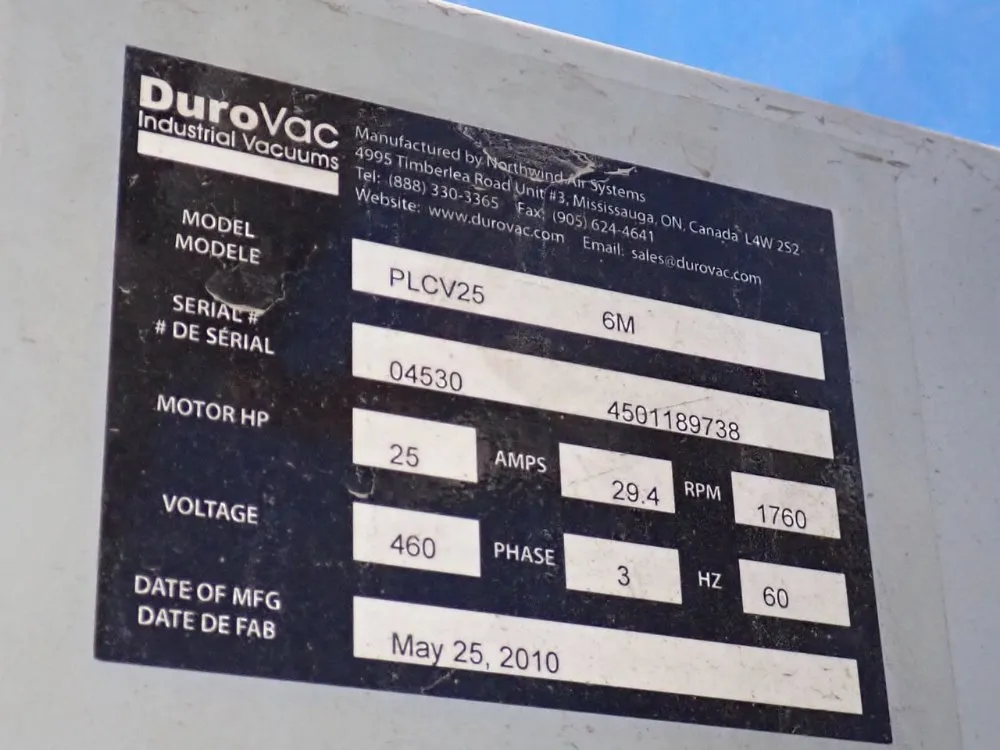 DuroVac
Industrial Vacuums
Manufactured by Northwind Air Systems
4995 Timberlea Road Unit #3, Mississauga, ON, Canada L4W 2S2
Tel: (888) 330-3365 Fax: (905) 624-4641
Website: www.durovac.com Email: sales@durovac.com
MODEL
MODELE
PLCV25 6M
SERIAL #
# DE SÉRIAL
04530 4501189738
MOTOR HP 25 AMPS 29.4 RPM 1760
VOLTAGE 460 PHASE 3 HZ 60
DATE OF MFG
DATE DE FAB
May 25, 2010